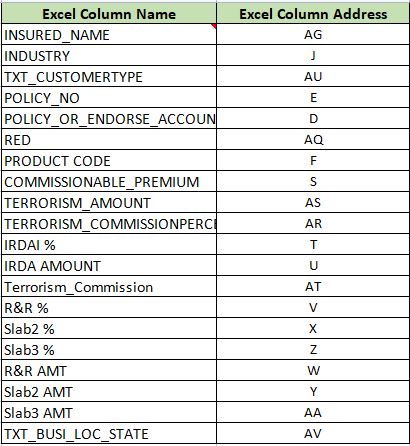 Excel Column Name Excel Column Address
INSURED_NAME AG
INDUSTRY J
TXT_CUSTOMERTYPE AU
POLICY_NO E
POLICY_OR_ENDORSE_ACCOUN D
RED AQ
PRODUCT CODE F
COMMISSIONABLE_PREMIUM S
TERRORISM_AMOUNT AS
TERRORISM_COMMISSIONPERCE AR
IRDAI % T
IRDA AMOUNT U
Terrorism_Commission AT
R&R % V
Slab2 % X
Slab3 % Z
R&R AMT W
Slab2 AMT Y
Slab3 AMT AA
TXT_BUSI_LOC_STATE AV